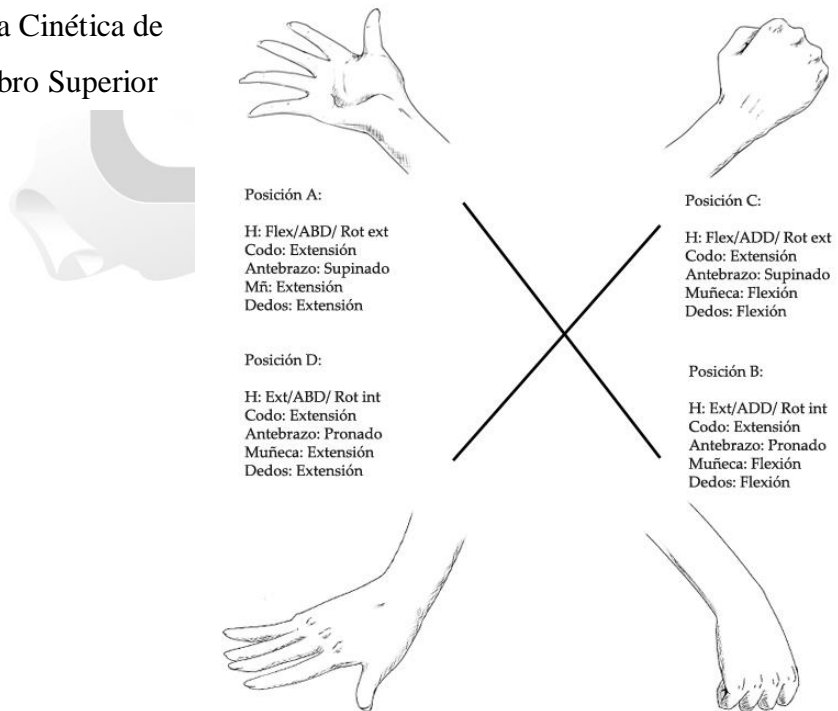 a Cinética de
bro Superior
Posición A:
H: Flex/ABD/ Rot ext
Codo: Extensión
Antebrazo: Supinado
Mñ: Extensión
Dedos: Extensión
Posición C:
H: Flex/ADD/ Rot ext
Codo: Extensión
Antebrazo: Supinado
Muñeca: Flexión
Dedos: Flexión
Posición D:
H: Ext/ABD/ Rot int
Codo: Extensión
Antebrazo: Pronado
Muñeca: Extensión
Dedos: Extensión
Posición B:
H: Ext/ADD/ Rot int
Codo: Extensión
Antebrazo: Pronado
Muñeca: Flexión
Dedos: Flexión